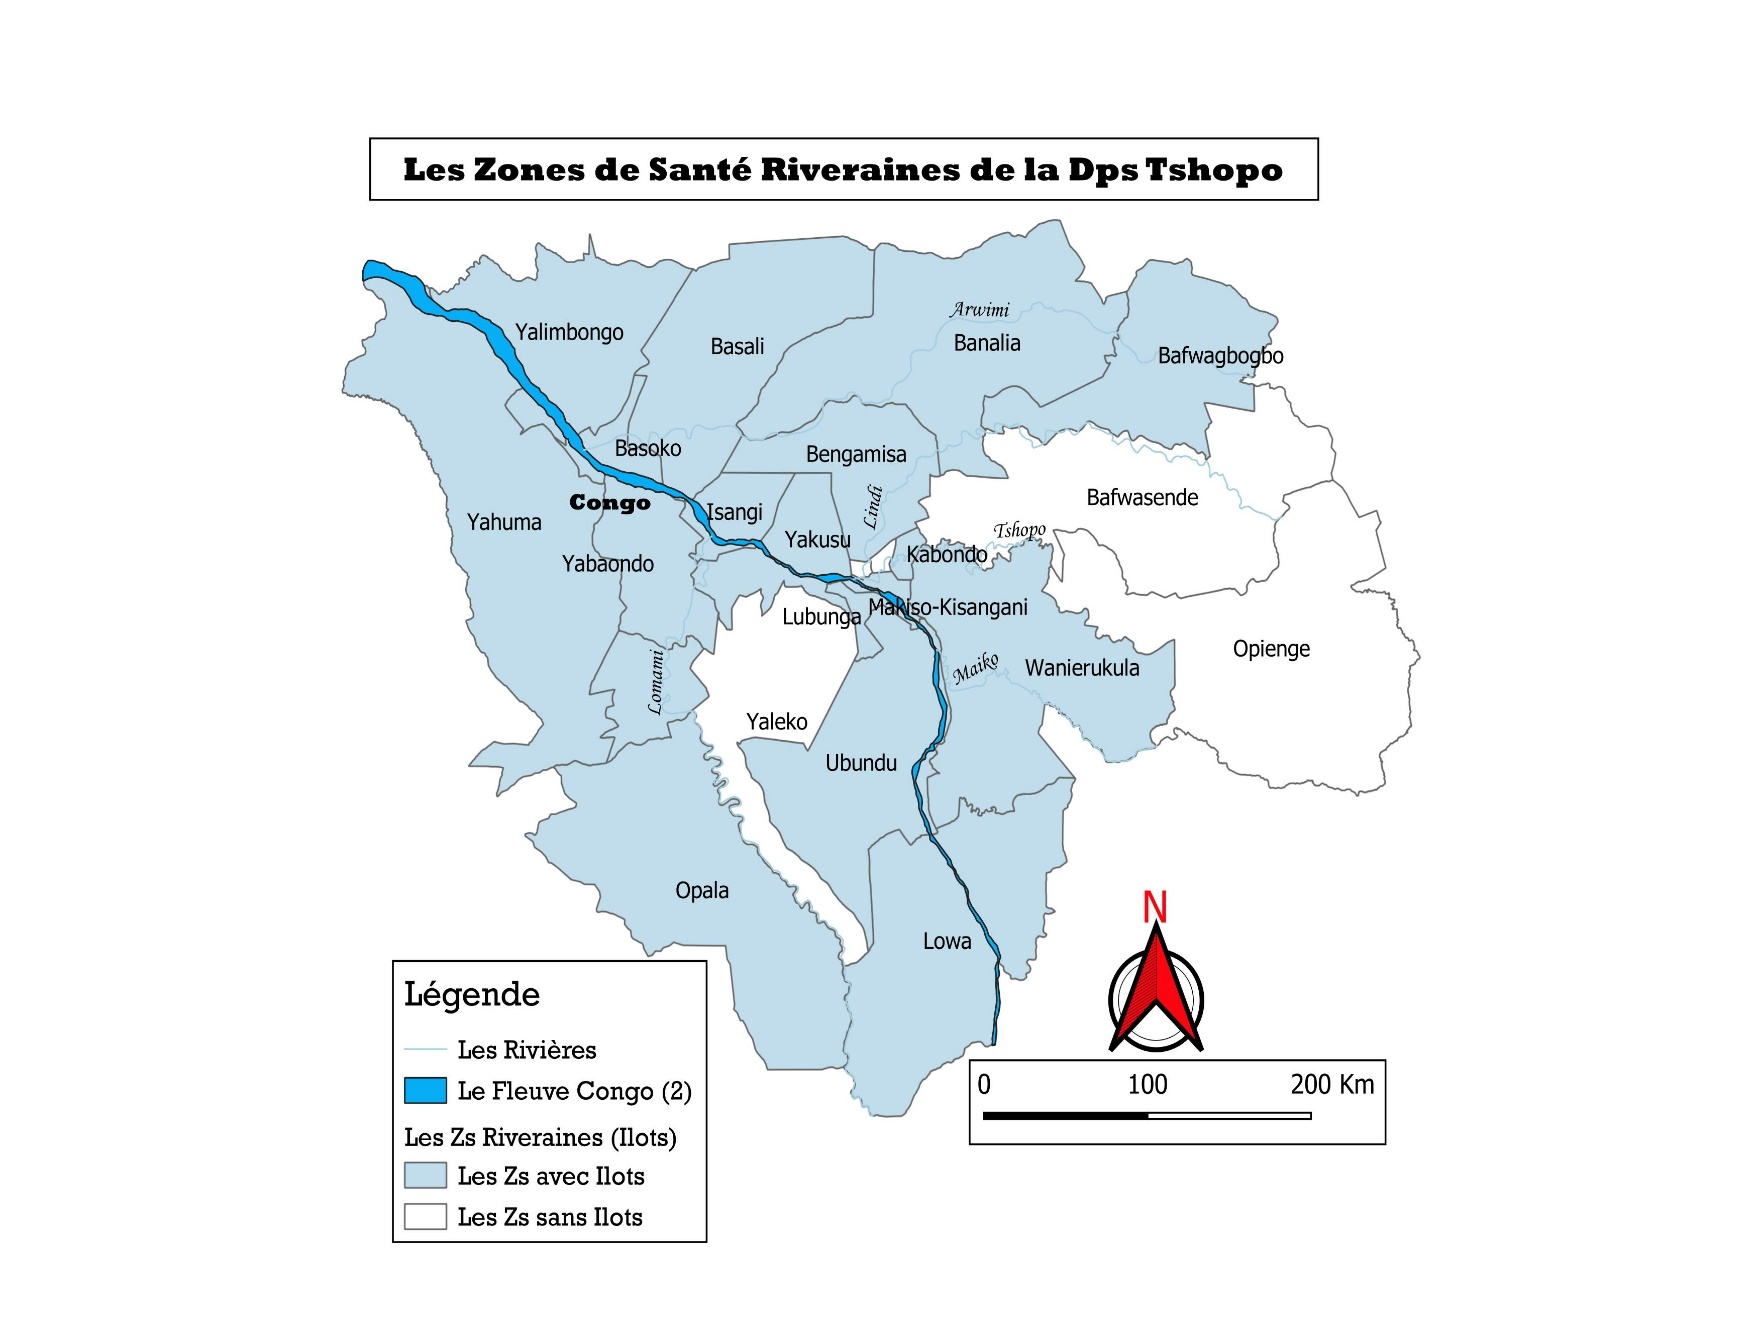 Les Zones de Santé Riveraines de la Dps Tshopo
Arwimi
Yalimbongo
Banalia
Basali
Bafwagbogbo
Basoko
Bengamisa
Bafwasende
Congo
Lindi
Isangi
Yahuma
Tshopo
Yakusu
Kabondo
Yabaondo
Makiso-Kisangani
Lubunga
Opienge
Maiko
Wanierukula
Lomami
Yaleko
Ubundu
Opala
Lowa
N
Légende
Les Rivières
Le Fleuve Congo (2)
Les Zs Riveraines (Ilots)
Les Zs avec Ilots
Les Zs sans Ilots
0 100 200 Km